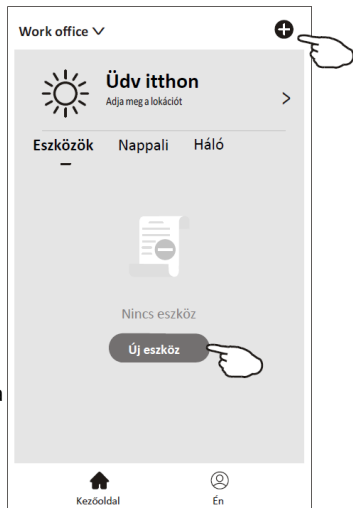 Work office
Üdv itthon
Adja meg a lokációt
Eszközök Nappali Háló
Nincs eszköz
Új eszköz
Kezőoldal Én